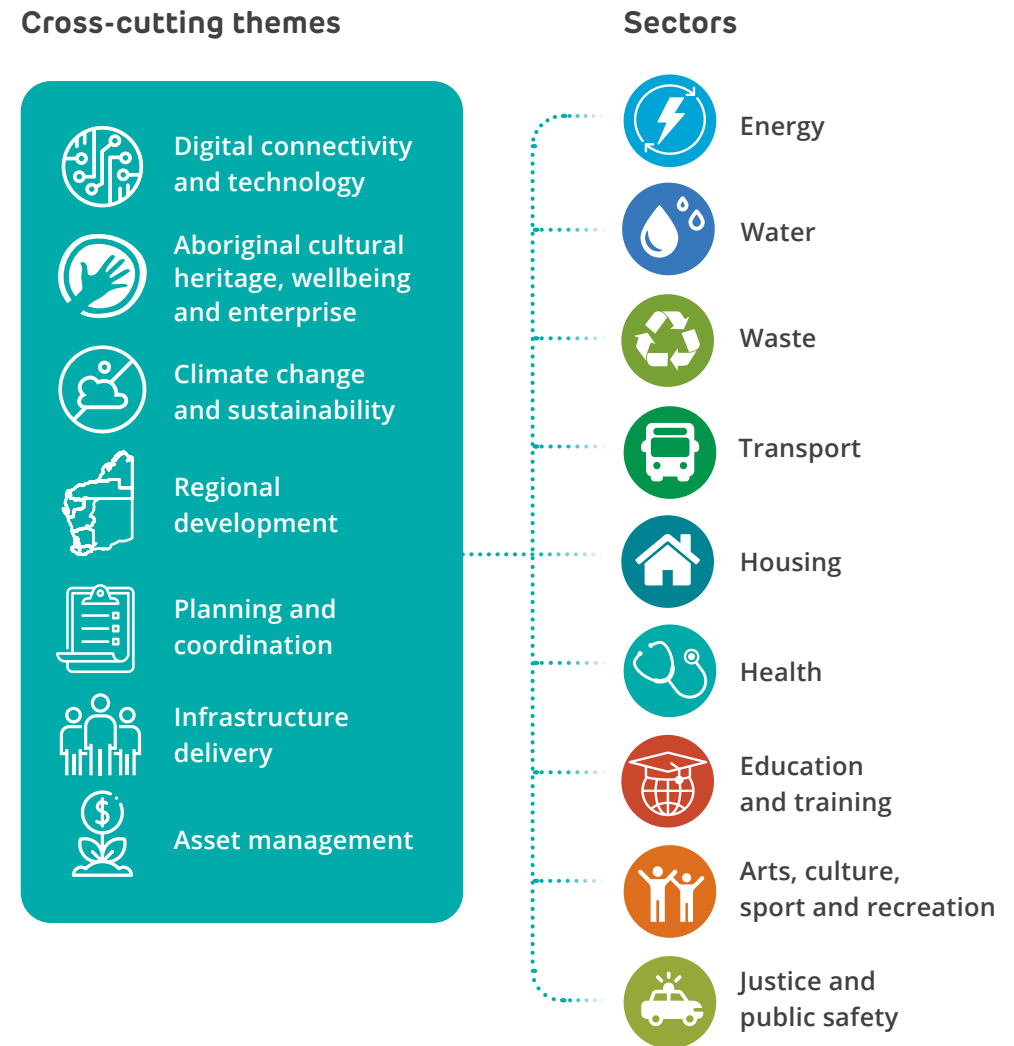 Cross-cutting themes
Digital connectivity
and technology
Aboriginal cultural
heritage, wellbeing
and enterprise
Climate change
and sustainability
Regional
development
Planning and
coordination
Infrastructure
delivery
$
Asset management
Sectors
Energy
Water
Waste
Transport
Housing
Health
Education
and training
Arts, culture,
sport and recreation
Justice and
public safety